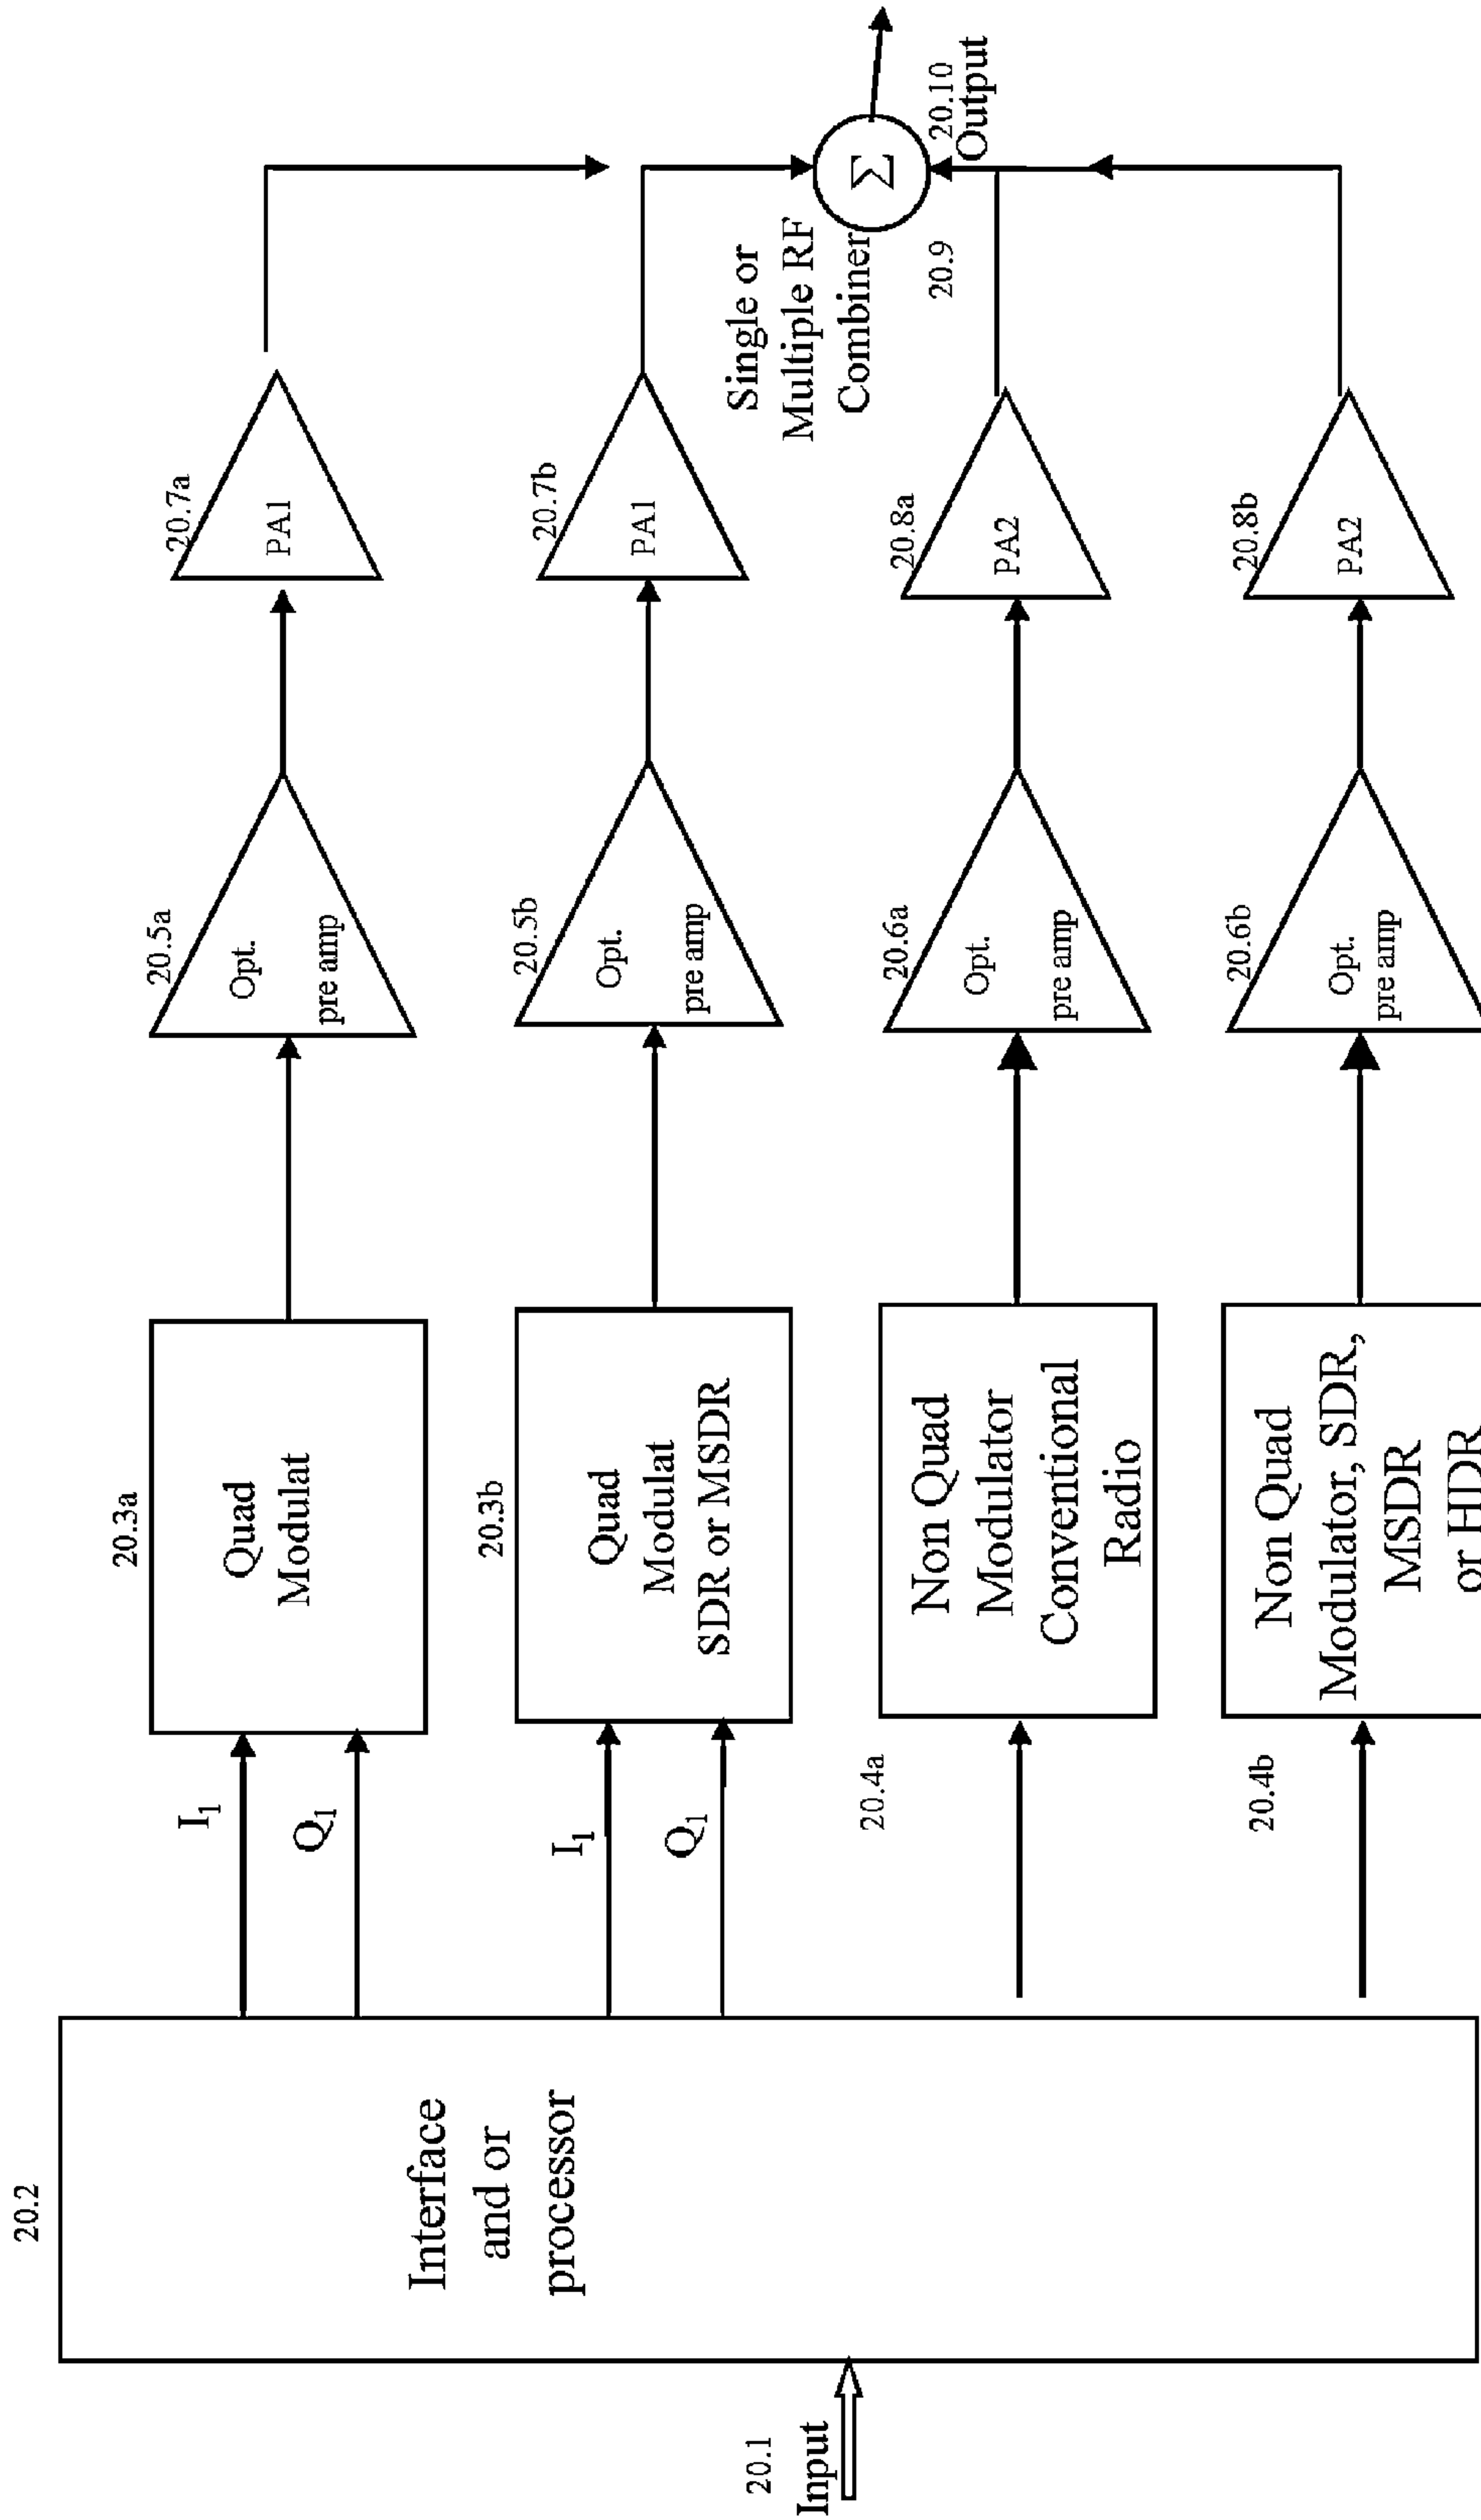 20.1
Input
20.2
Interface
and or
processor
I1
Q1
I1
Q1
20.4a
20.4b
20.3a
Quad
Modulat
20.3b
Quad
Modulat
SDR or MSDR
Non Quad
Modulator
Conventional
Radio
Non Quad
Modulator, SDR,
MSDR
or HDR
20.5a
Opt.
pre amp
20.5b
Opt.
pre amp
20.6a
Opt.
pre amp
20.6b
Opt.
pre amp
20.7a
PA1
20.7b
PA1
20.8a
PA2
20.8b
PA2
Single or
Multiple RF
Combiner
20.9
Σ
20.10
Output